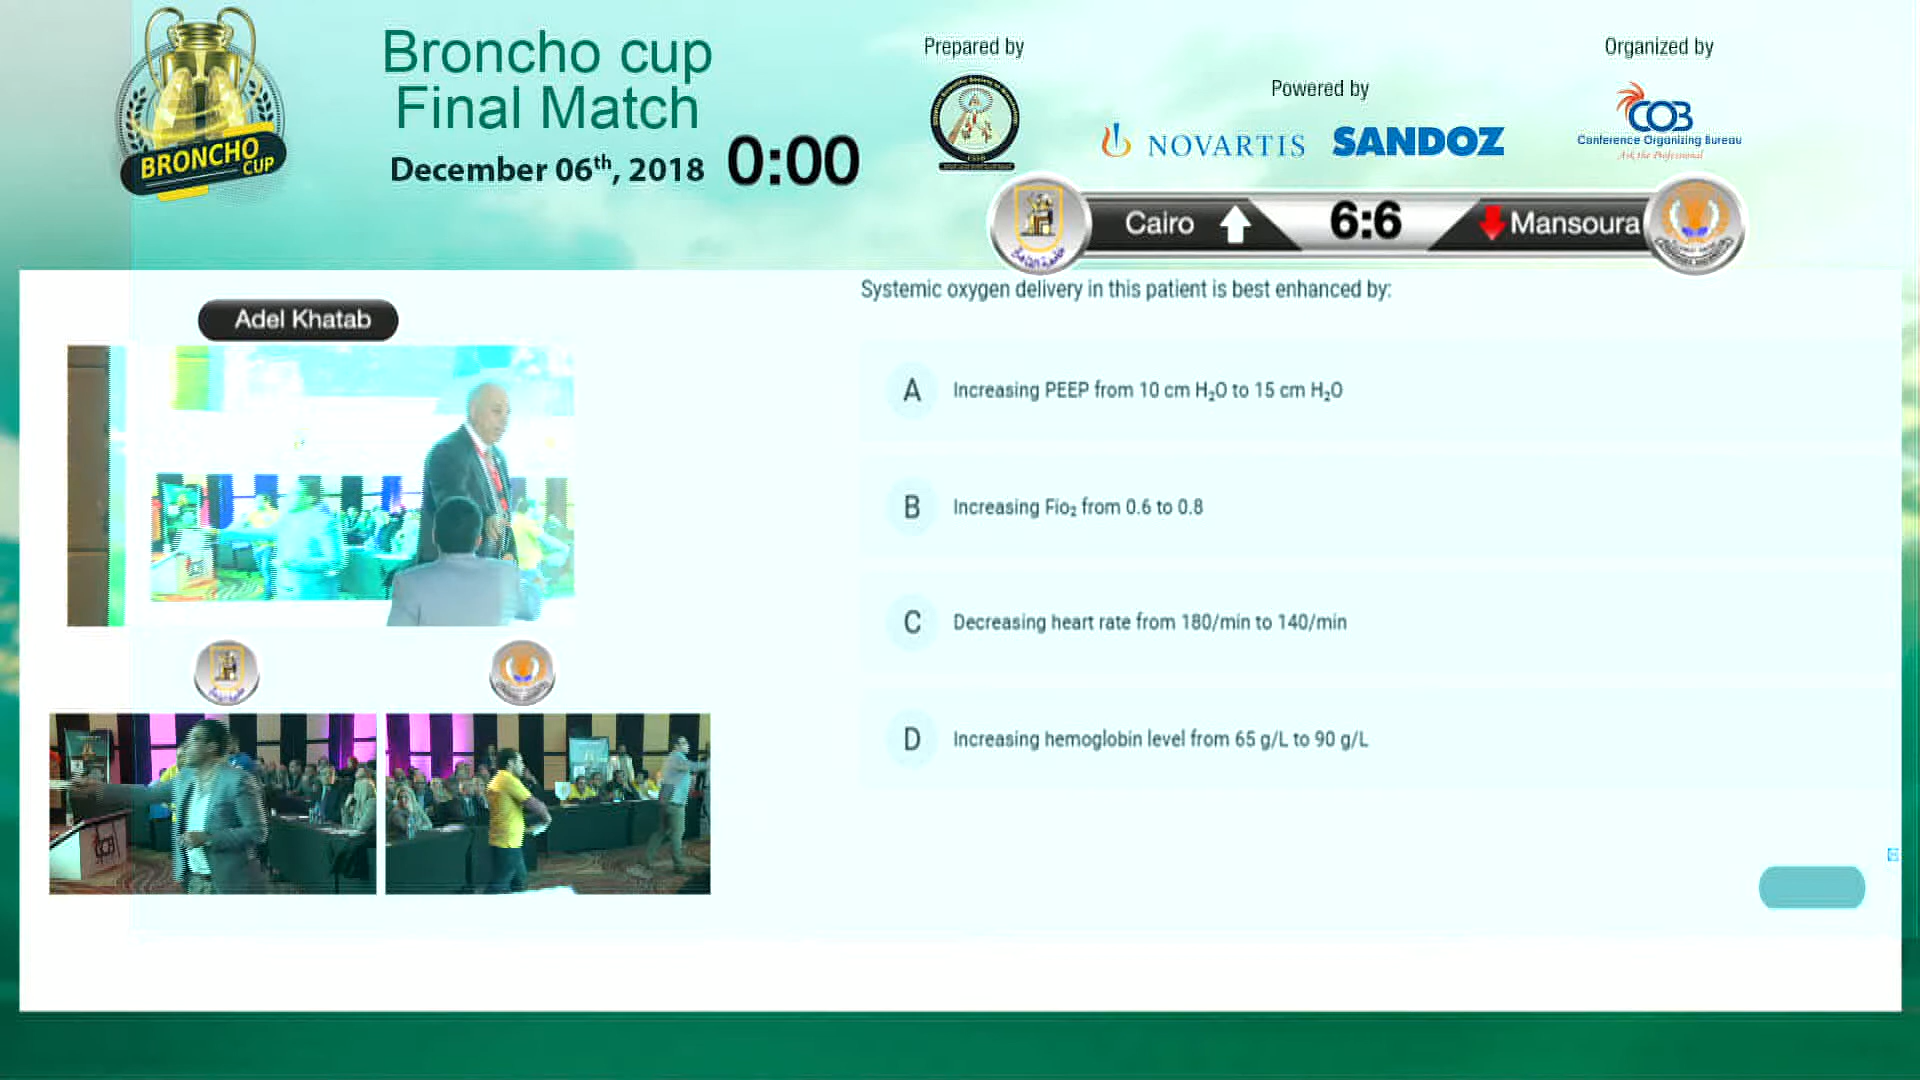 Broncho cup
Final Match
December 06th, 2018
0:00
BRONCHO
CUP
Prepared by
Powered by
NOVARTIS
SANDOZ
Organized by
COB
Conference Organizing Bureau
Ask the Professional
Cairo
6:6
Mansoura
Adel Khatab
Systemic oxygen delivery in this patient is best enhanced by:
A Increasing PEEP from 10 cm H₂O to 15 cm H₂O
B Increasing Fio₂ from 0.6 to 0.8
C Decreasing heart rate from 180/min to 140/min
D Increasing hemoglobin level from 65 g/L to 90 g/L